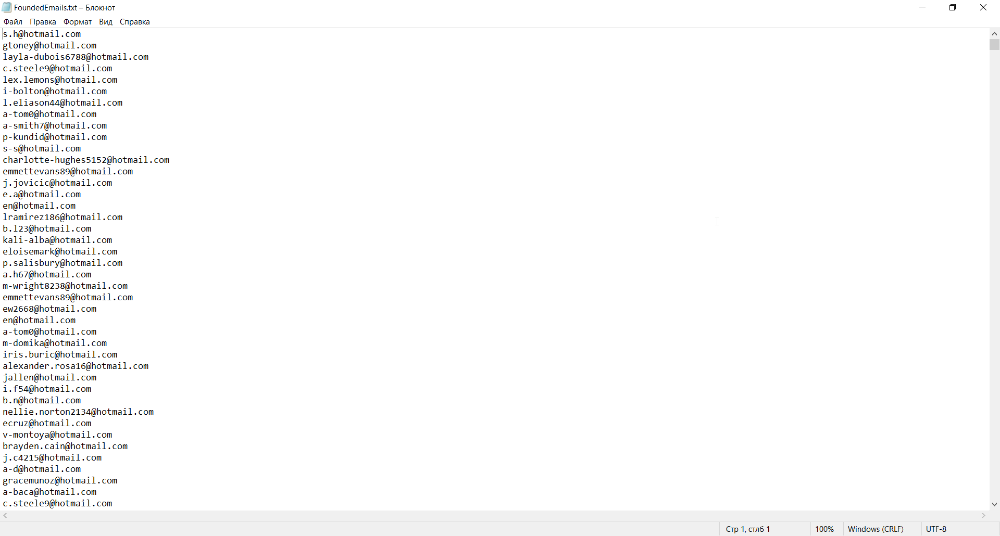 FoundedEmails.txt – Блокнот
Файл Правка Формат Вид Справка
s.h@hotmail.com
gtoney@hotmail.com
layla-dubois6788@hotmail.com
c.steele9@hotmail.com
lex.lemons@hotmail.com
i-bolton@hotmail.com
l.eliason44@hotmail.com
a-tom0@hotmail.com
a-smith7@hotmail.com
p-kundid@hotmail.com
s-s@hotmail.com
charlotte-hughes5152@hotmail.com
emmettevans89@hotmail.com
j.jovicic@hotmail.com
e.a@hotmail.com
en@hotmail.com
lramirez186@hotmail.com
b.l23@hotmail.com
kali-alba@hotmail.com
eloisemark@hotmail.com
p.salisbury@hotmail.com
a.h67@hotmail.com
m-wright8238@hotmail.com
emmettevans89@hotmail.com
ew2668@hotmail.com
en@hotmail.com
a-tom0@hotmail.com
m-domika@hotmail.com
iris.buric@hotmail.com
alexander.rosa16@hotmail.com
jallen@hotmail.com
i.f54@hotmail.com
b.n@hotmail.com
nellie.norton2134@hotmail.com
ecruz@hotmail.com
v-montoya@hotmail.com
brayden.cain@hotmail.com
j.c4215@hotmail.com
a-d@hotmail.com
gracemunoz@hotmail.com
a-baca@hotmail.com
c.steele9@hotmail.com
Стр 1, стлб 1 100% Windows (CRLF) UTF-8